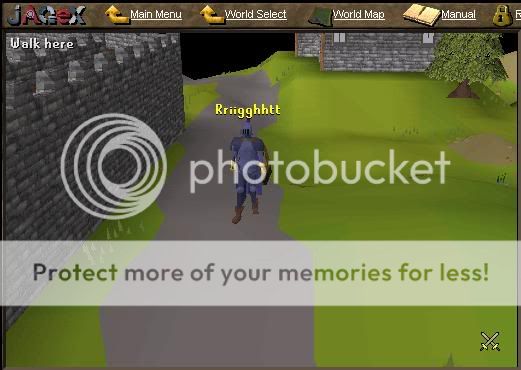 JAGEX Main Menu World Select World Map Manual R
Walk here
Rriigghhtt
photobucket
Protect more of your memories for less!